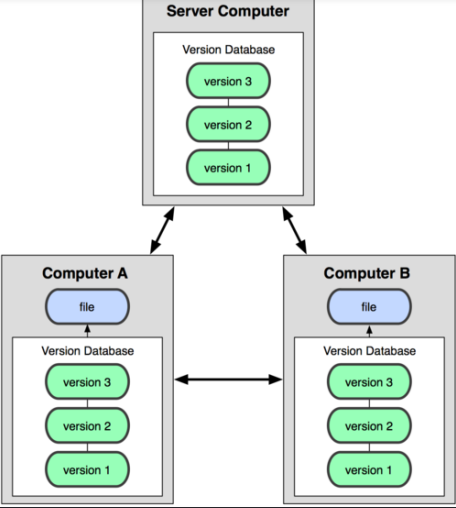 Server Computer
Version Database
version 3
version 2
version 1
Computer A
file
Version Database
version 3
version 2
version 1
Computer B
file
Version Database
version 3
version 2
version 1